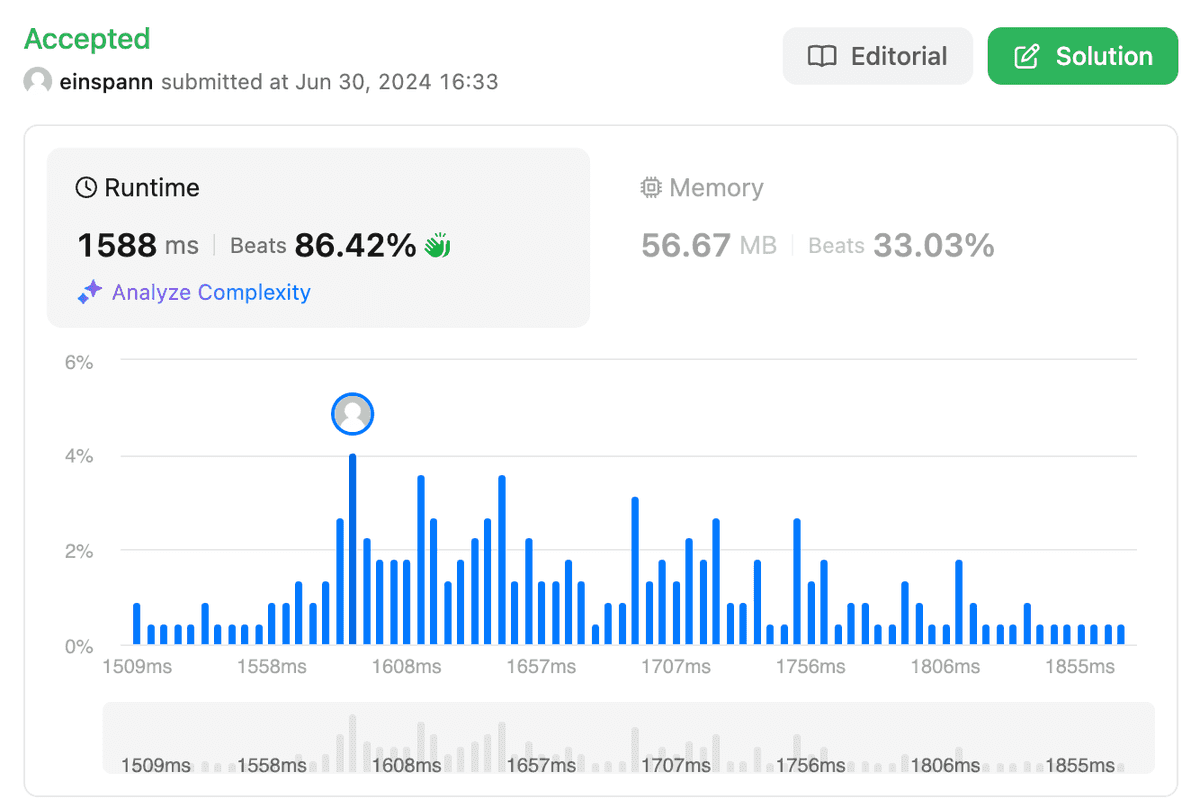 Accepted
einspann submitted at Jun 30, 2024 16:33
Editorial
Solution
Runtime
1588 ms Beats 86.42%
Analyze Complexity
Memory
56.67 MB Beats 33.03%
6%
4%
2%
0%
1509ms 1558ms 1608ms 1657ms 1707ms 1756ms 1806ms 1855ms
1509ms 1558ms 1608ms 1657ms 1707ms 1756ms 1806ms 1855ms